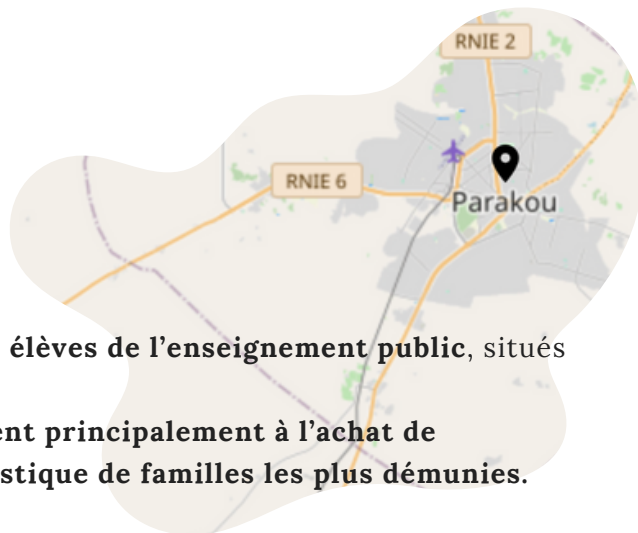 RNIE 2
RNIE 6
Parakou
élèves de l’enseignement public, situés
ent principalement à l’achat de
stique de familles les plus démunies.